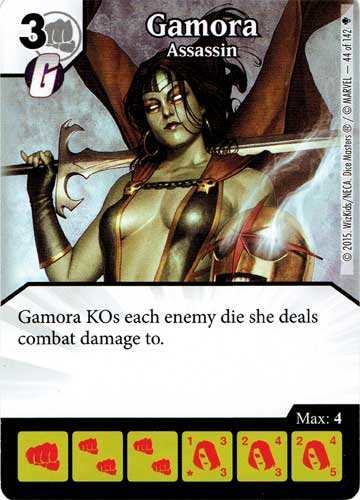 3 Gamora
Assassin
G
© 2015. WizKids/NECA. Dice Masters ® / © MARVEL — 44 of 142
Gamora KOs each enemy die she deals
combat damage to.
Max: 4
1 3 3
2 4 3
2 4 5